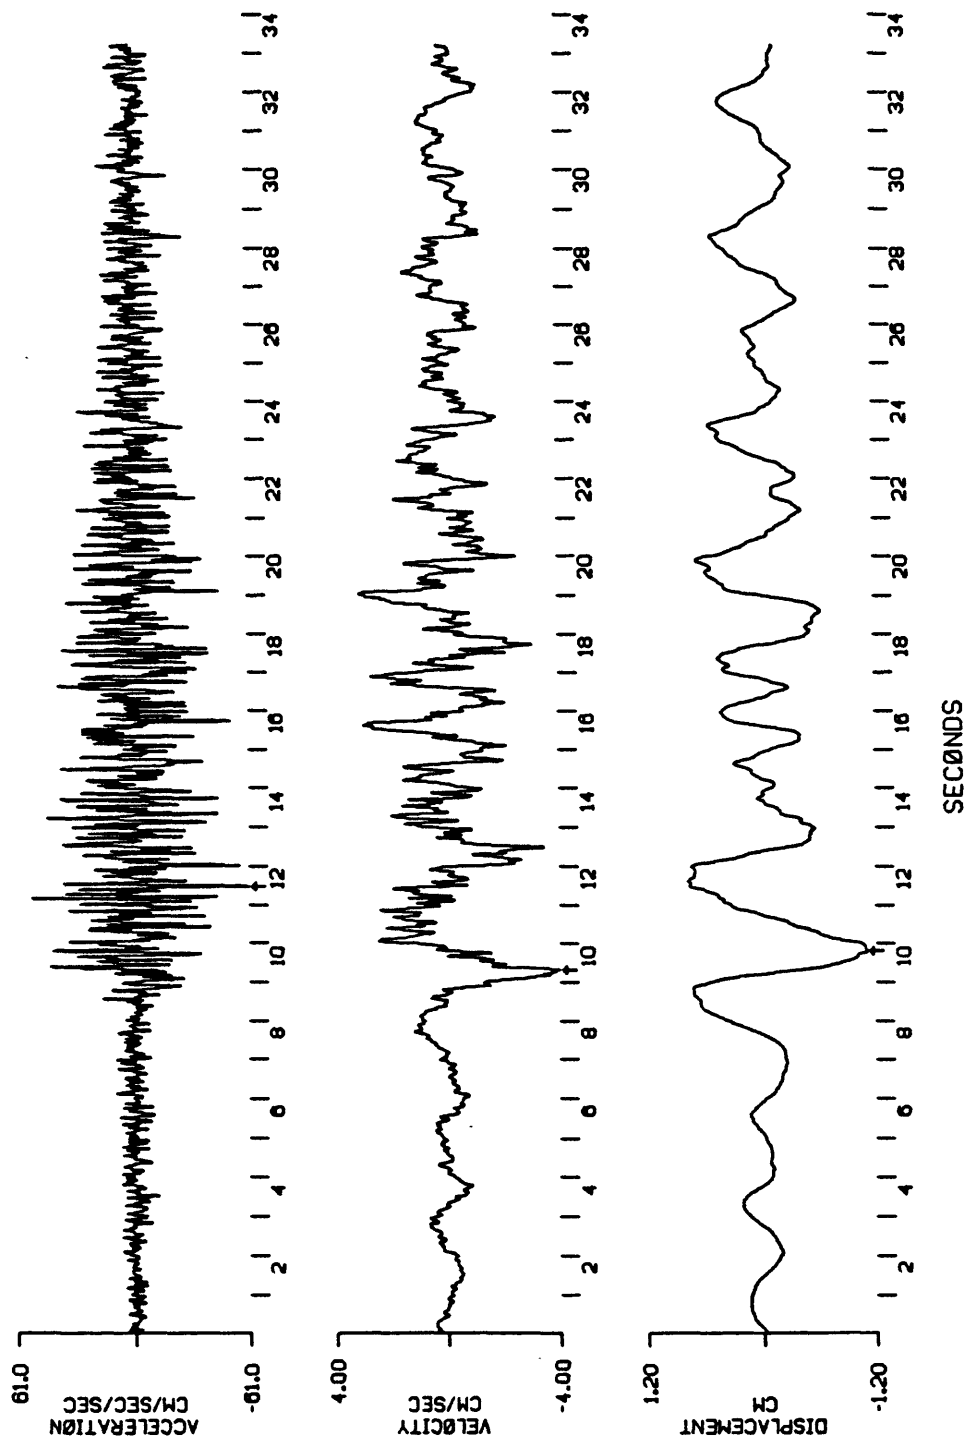 61.0
ACCELERATIØN
CM/SEC/SEC
-61.0
2 4 6 8 10 12 14 16 18 20 22 24 26 28 30 32 34
4.00
VELØCITY
CM/SEC
-4.00
2 4 6 8 10 12 14 16 18 20 22 24 26 28 30 32 34
1.20
DISPLACEMENT
CM
-1.20
2 4 6 8 10 12 14 16 18 20 22 24 26 28 30 32 34
SECØNDS